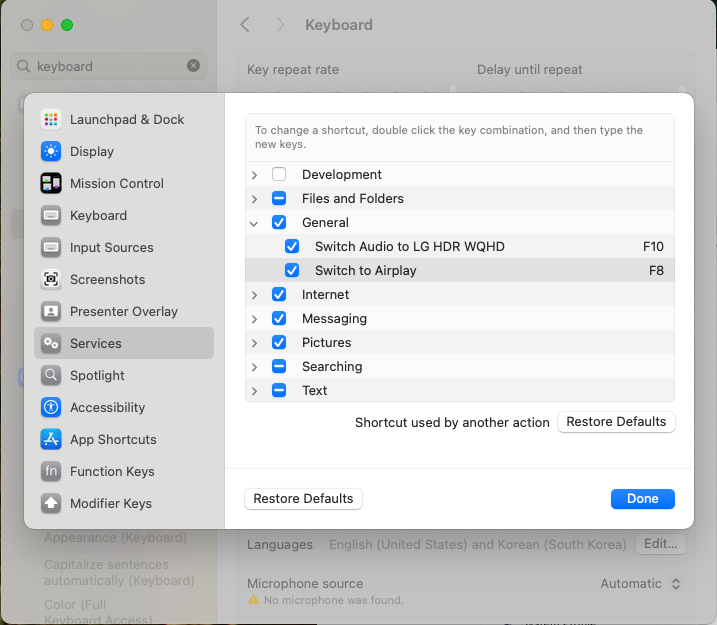 Keyboard
keyboard
Key repeat rate
Delay until repeat
Launchpad & Dock
Display
Mission Control
Keyboard
Input Sources
Screenshots
Presenter Overlay
Services
Spotlight
Accessibility
App Shortcuts
fn Function Keys
Modifier Keys
To change a shortcut, double click the key combination, and then type the
new keys.
Development
Files and Folders
General
Switch Audio to LG HDR WQHD F10
Switch to Airplay F8
Internet
Messaging
Pictures
Searching
Text
Shortcut used by another action Restore Defaults
Restore Defaults Done
Appearance (Keyboard)
Capitalize sentences
automatically (Keyboard)
Color (Full
Keyboard Access)
Languages English (United States) and Korean (South Korea) Edit...
Microphone source Automatic
No microphone was found.